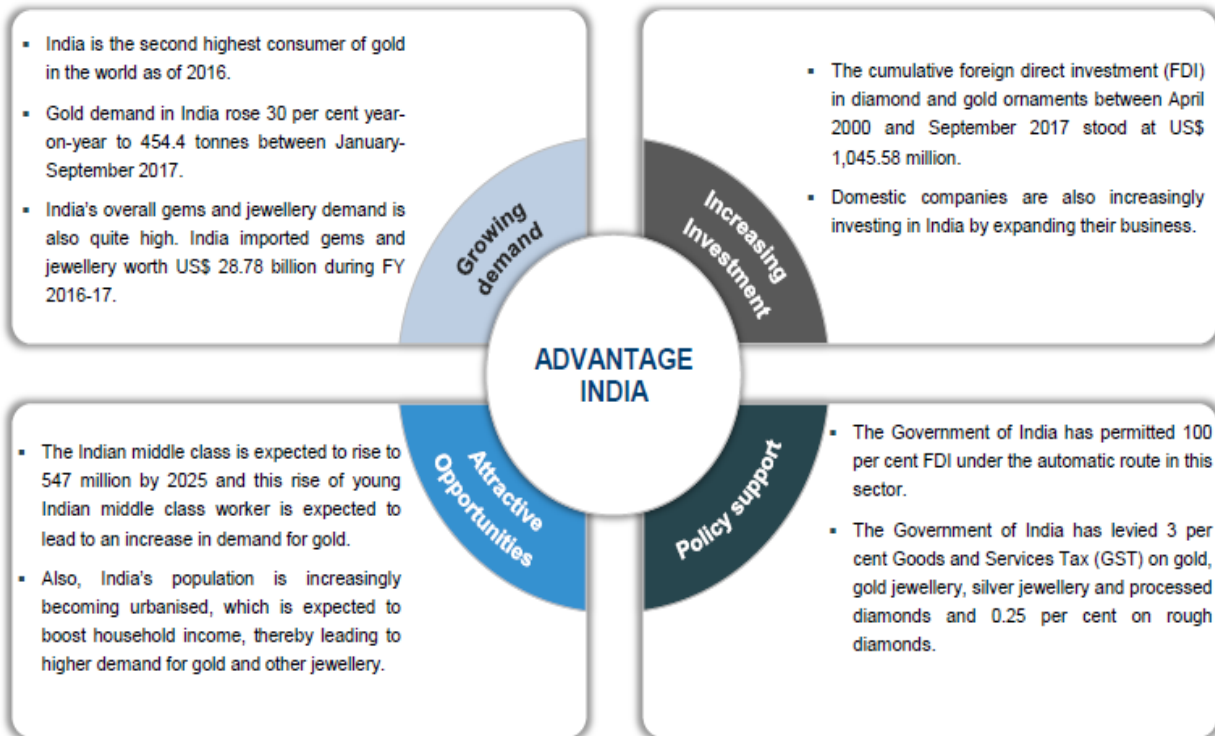 ▪ India is the second highest consumer of gold
in the world as of 2016.
▪ Gold demand in India rose 30 per cent year-
on-year to 454.4 tonnes between January-
September 2017.
▪ India's overall gems and jewellery demand is
also quite high. India imported gems and
jewellery worth US$ 28.78 billion during FY
2016-17.
Growing
demand
▪ The cumulative foreign direct investment (FDI)
in diamond and gold ornaments between April
2000 and September 2017 stood at US$
1,045.58 million.
▪ Domestic companies are also increasingly
investing in India by expanding their business.
Increasing
Investment
ADVANTAGE
INDIA
▪ The Indian middle class is expected to rise to
547 million by 2025 and this rise of young
Indian middle class worker is expected to
lead to an increase in demand for gold.
▪ Also, India's population is increasingly
becoming urbanised, which is expected to
boost household income, thereby leading to
higher demand for gold and other jewellery.
Attractive
Opportunities
▪ The Government of India has permitted 100
per cent FDI under the automatic route in this
sector.
▪ The Government of India has levied 3 per
cent Goods and Services Tax (GST) on gold,
gold jewellery, silver jewellery and processed
diamonds and 0.25 per cent on rough
diamonds.
Policy support